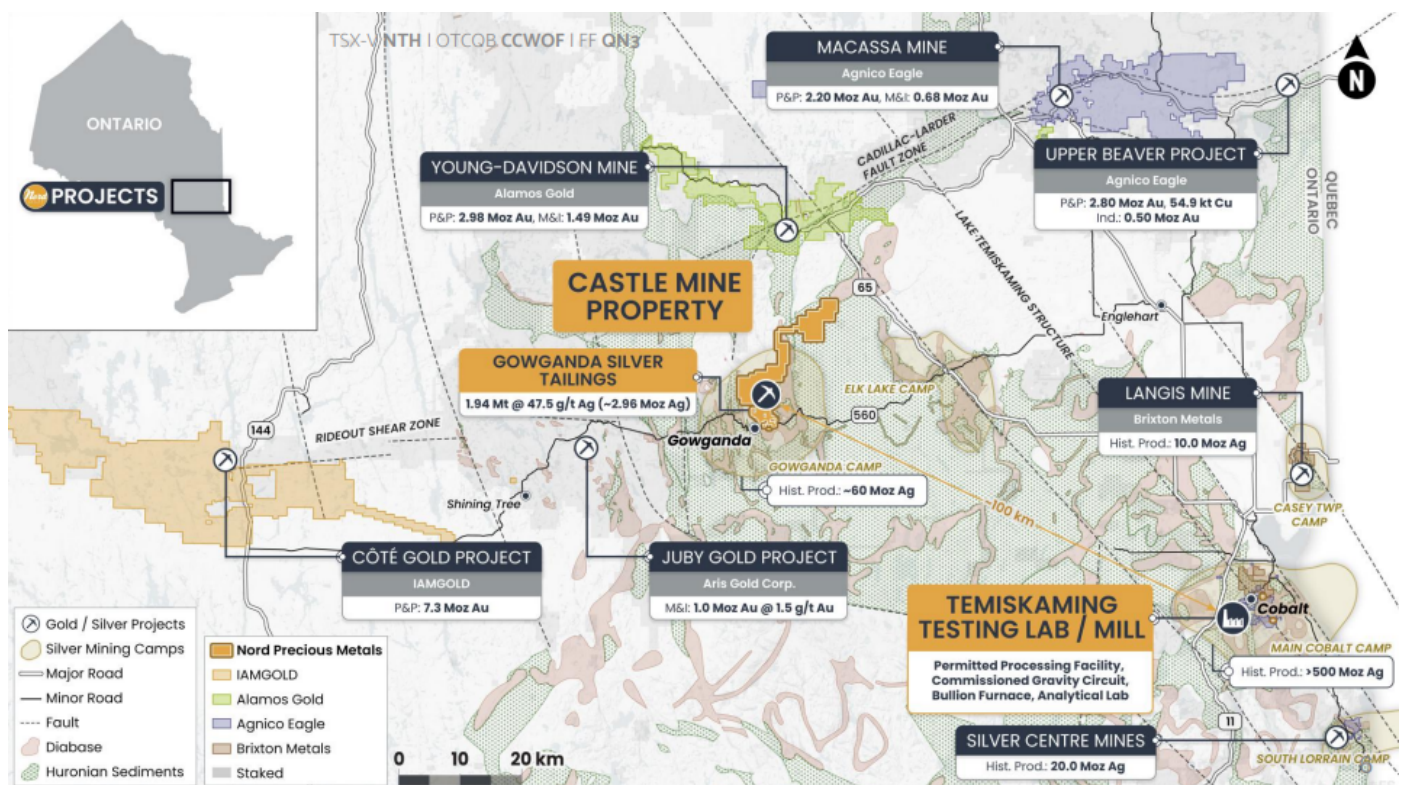 TSX-V NTH | OTCQB CCWOF | FF QN3
ONTARIO
Nord PROJECTS
MACASSA MINE
Agnico Eagle
P&P: 2.20 Moz Au, M&I: 0.68 Moz Au
N
YOUNG-DAVIDSON MINE
Alamos Gold
P&P: 2.98 Moz Au, M&I: 1.49 Moz Au
CADILLAC-LARDER
FAULT ZONE
UPPER BEAVER PROJECT
Agnico Eagle
P&P: 2.80 Moz Au, 54.9 kt Cu
Ind.: 0.50 Moz Au
QUEBEC
ONTARIO
CASTLE MINE
PROPERTY
65
LAKE-TEMISKAMING STRUCTURE
Englehart
GOWGANDA SILVER
TAILINGS
1.94 Mt @ 47.5 g/t Ag (~2.96 Moz Ag)
ELK LAKE CAMP
560
LANGIS MINE
Brixton Metals
Hist. Prod.: 10.0 Moz Ag
144
RIDEOUT SHEAR ZONE
Gowganda
GOWGANDA CAMP
Hist. Prod.: ~60 Moz Ag
Shining Tree
100 km
CASEY TWP.
CAMP
CÔTÉ GOLD PROJECT
IAMGOLD
P&P: 7.3 Moz Au
JUBY GOLD PROJECT
Aris Gold Corp.
M&I: 1.0 Moz Au @ 1.5 g/t Au
TEMISKAMING
TESTING LAB / MILL
Permitted Processing Facility,
Commissioned Gravity Circuit,
Bullion Furnace, Analytical Lab
Cobalt
MAIN COBALT CAMP
Hist. Prod.: >500 Moz Ag
11
SILVER CENTRE MINES
Hist. Prod.: 20.0 Moz Ag
SOUTH LORRAIN CAMP
Gold / Silver Projects
Silver Mining Camps
Major Road
Minor Road
Fault
Diabase
Huronian Sediments
Nord Precious Metals
IAMGOLD
Alamos Gold
Agnico Eagle
Brixton Metals
Staked
0 10 20 km